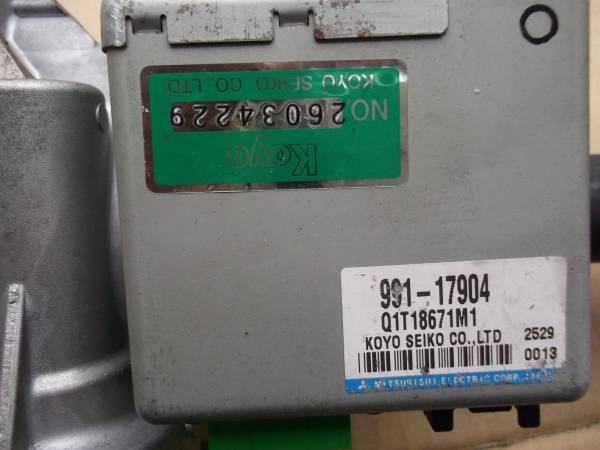 Koyo
NO. 26034229
KOYO SEIKO CO.,LTD.
991-17904
Q1T18671M1
KOYO SEIKO CO.,LTD 2529
0013
MITSUBISHI ELECTRIC CORP.